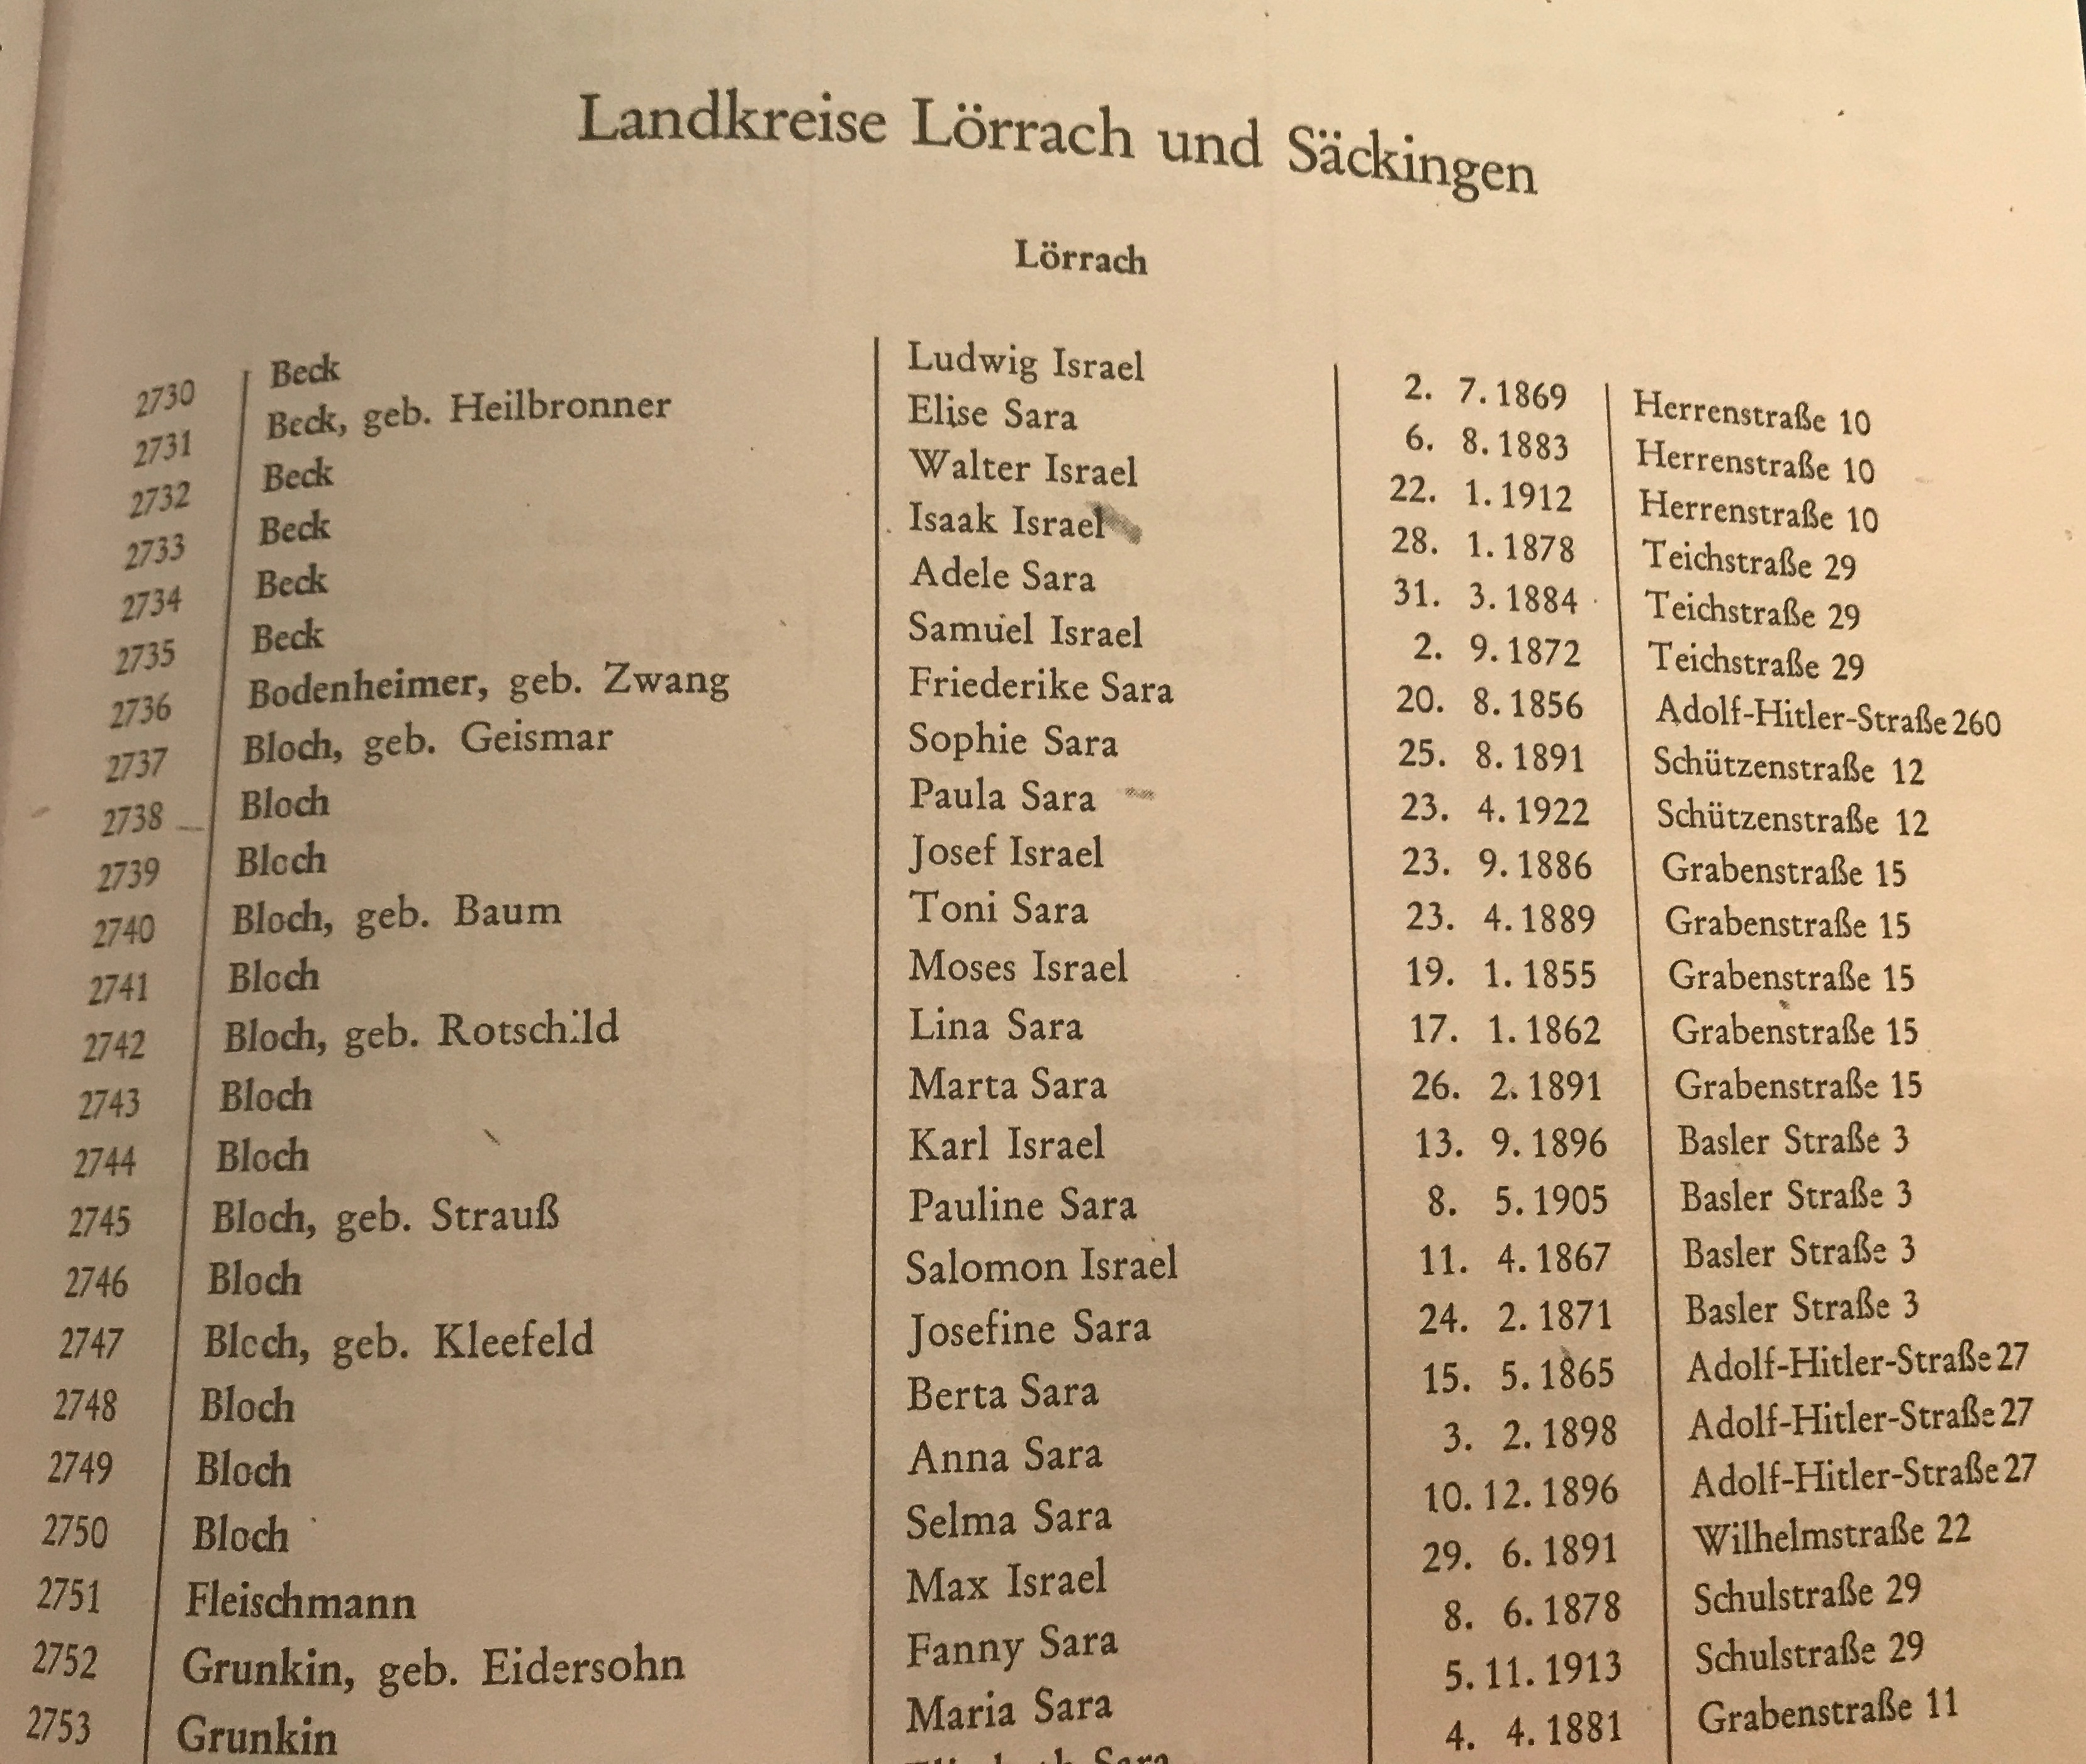 Landkreise Lörrach und Säckingen
Lörrach
2730 Beck Ludwig Israel 2. 7. 1869 Herrenstraße 10
2731 Beck, geb. Heilbronner Elise Sara 6. 8. 1883 Herrenstraße 10
2732 Beck Walter Israel 22. 1. 1912 Herrenstraße 10
2733 Beck Isaak Israel 28. 1. 1878 Teichstraße 29
2734 Beck Adele Sara 31. 3. 1884 Teichstraße 29
2735 Beck Samuel Israel 2. 9. 1872 Teichstraße 29
2736 Bodenheimer, geb. Zwang Friederike Sara 20. 8. 1856 Adolf-Hitler-Straße 260
2737 Bloch, geb. Geismar Sophie Sara 25. 8. 1891 Schützenstraße 12
2738 Bloch Paula Sara 23. 4. 1922 Schützenstraße 12
2739 Bloch Josef Israel 23. 9. 1886 Grabenstraße 15
2740 Bloch, geb. Baum Toni Sara 23. 4. 1889 Grabenstraße 15
2741 Bloch Moses Israel 19. 1. 1855 Grabenstraße 15
2742 Bloch, geb. Rotschild Lina Sara 17. 1. 1862 Grabenstraße 15
2743 Bloch Marta Sara 26. 2. 1891 Grabenstraße 15
2744 Bloch Karl Israel 13. 9. 1896 Basler Straße 3
2745 Bloch, geb. Strauß Pauline Sara 8. 5. 1905 Basler Straße 3
2746 Bloch Salomon Israel 11. 4. 1867 Basler Straße 3
2747 Bloch, geb. Kleefeld Josefine Sara 24. 2. 1871 Basler Straße 3
2748 Bloch Berta Sara 15. 5. 1865 Adolf-Hitler-Straße 27
2749 Bloch Anna Sara 3. 2. 1898 Adolf-Hitler-Straße 27
2750 Bloch Selma Sara 10. 12. 1896 Adolf-Hitler-Straße 27
2751 Fleischmann Max Israel 29. 6. 1891 Wilhelmstraße 22
2752 Grunkin, geb. Eidersohn Fanny Sara 8. 6. 1878 Schulstraße 29
2753 Grunkin Maria Sara 5. 11. 1913 Schulstraße 29
Sara 4. 4. 1881 Grabenstraße 11